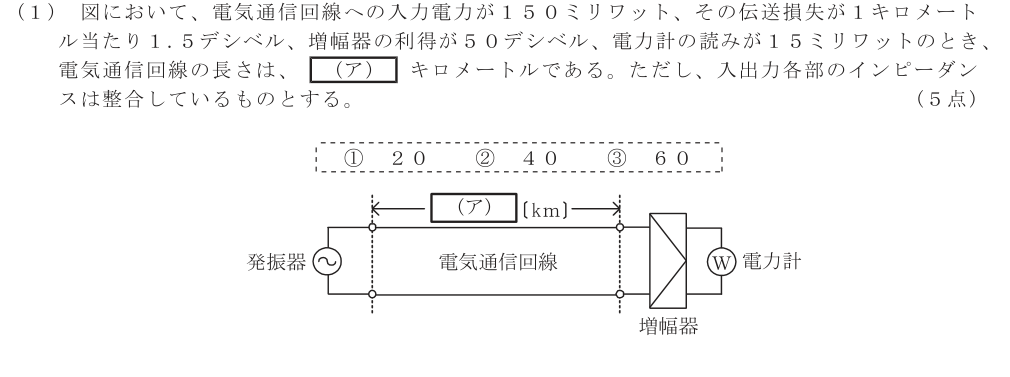 （１）　図において、電気通信回線への入力電力が１５０ミリワット、その伝送損失が１キロメート
ル当たり１.５デシベル、増幅器の利得が５０デシベル、電力計の読みが１５ミリワットのとき、
電気通信回線の長さは、（ア）キロメートルである。ただし、入出力各部のインピーダン
スは整合しているものとする。（５点）
①　２０　②　４０　③　６０
（ア）〔km〕
発振器　電気通信回線　W　電力計
増幅器